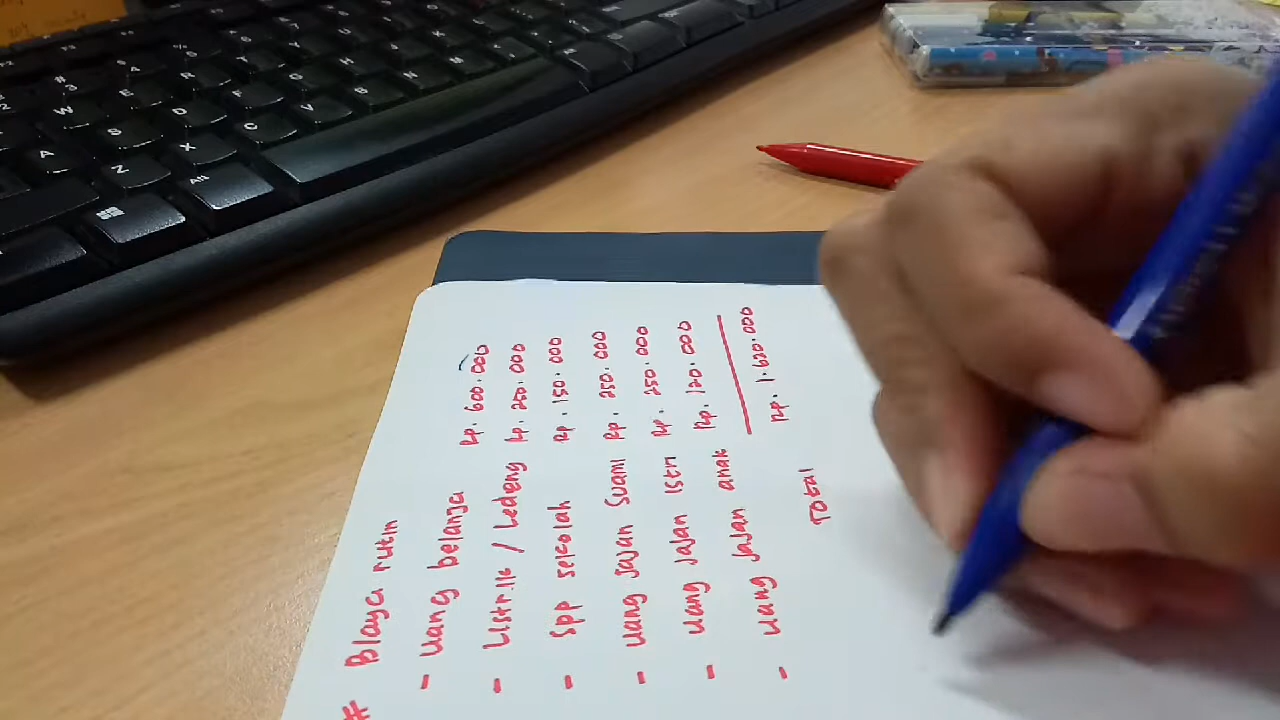 # Biaya rutin
- uang belanja Rp. 600.000
- Listrik / Ledeng Rp. 250.000
- Spp sekolah Rp. 150.000
- uang jajan Suami Rp. 250.000
- uang jajan Istri Rp. 250.000
- uang jajan anak Rp. 120.000
Total Rp. 1.620.000